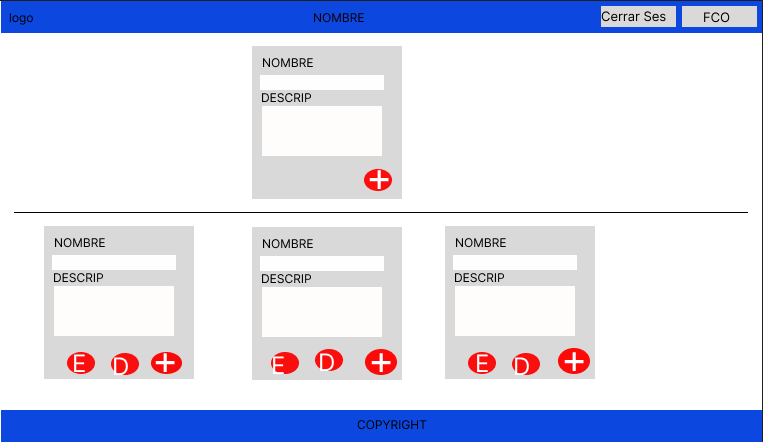 logo
NOMBRE
Cerrar Ses
FCO
NOMBRE
DESCRIP
+
NOMBRE
DESCRIP
E D +
NOMBRE
DESCRIP
E D +
NOMBRE
DESCRIP
E D +
COPYRIGHT